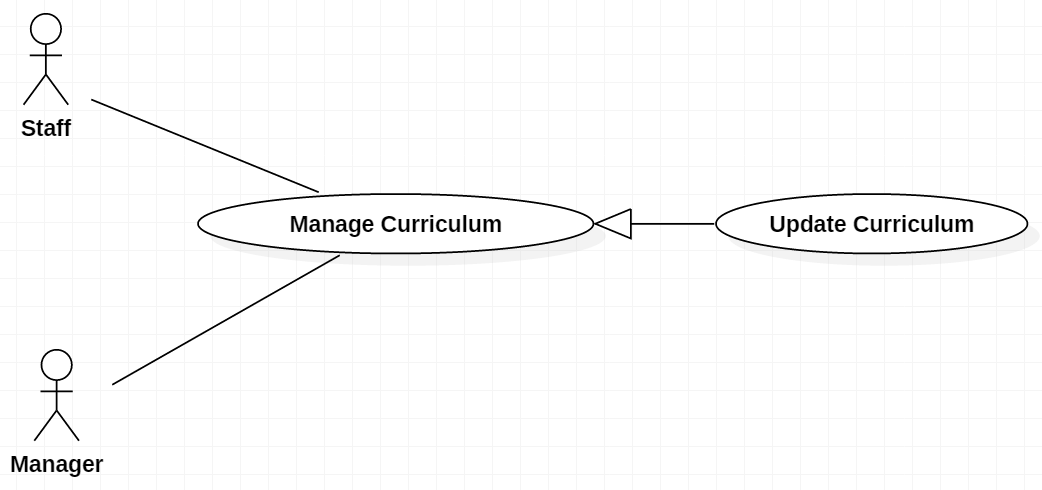 Staff
Manage Curriculum
Update Curriculum
Manager